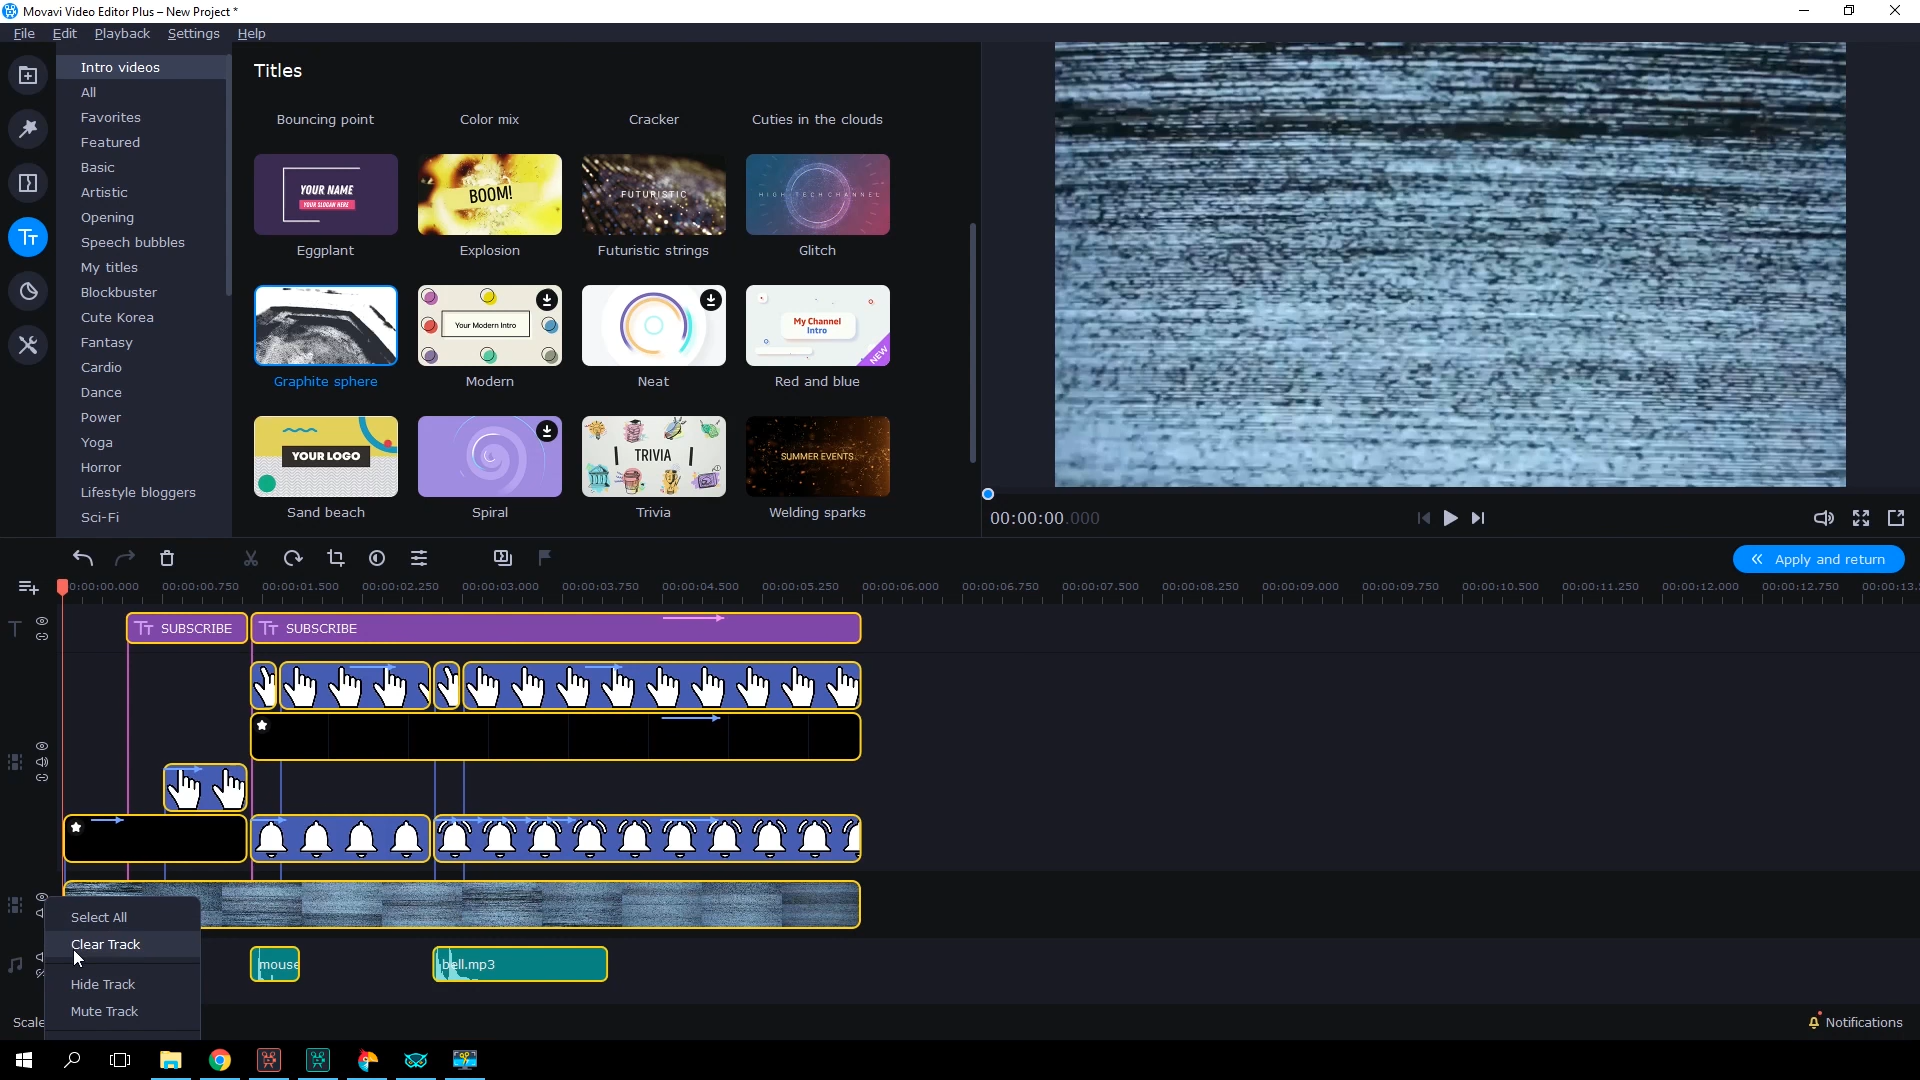 Movavi Video Editor Plus – New Project *
File Edit Playback Settings Help
Intro videos
All
Favorites
Featured
Basic
Artistic
Opening
Speech bubbles
My titles
Blockbuster
Cute Korea
Fantasy
Cardio
Dance
Power
Yoga
Horror
Lifestyle bloggers
Sci-Fi
Titles
Bouncing point Color mix Cracker Cuties in the clouds
YOUR NAME
YOUR SLOGAN HERE
BOOM!
FUTURISTIC
HIGH TECH CHANNEL
Eggplant Explosion Futuristic strings Glitch
Your Modern Intro
My Channel
Intro
NEW
Graphite sphere Modern Neat Red and blue
YOUR LOGO
TRIVIA
SUMMER EVENTS
Sand beach Spiral Trivia Welding sparks
00:00:00.000
Apply and return
0:00:00.000 00:00:00.750 00:00:01.500 00:00:02.250 00:00:03.000 00:00:03.750 00:00:04.500 00:00:05.250 00:00:06.000 00:00:06.750 00:00:07.500 00:00:08.250 00:00:09.000 00:00:09.750 00:00:10.500 00:00:11.250 00:00:12.000 00:00:12.750 00:00:13.
Tт SUBSCRIBE Tт SUBSCRIBE
Select All
Clear Track
Hide Track
Mute Track
mouse bell.mp3
Scale
Notifications